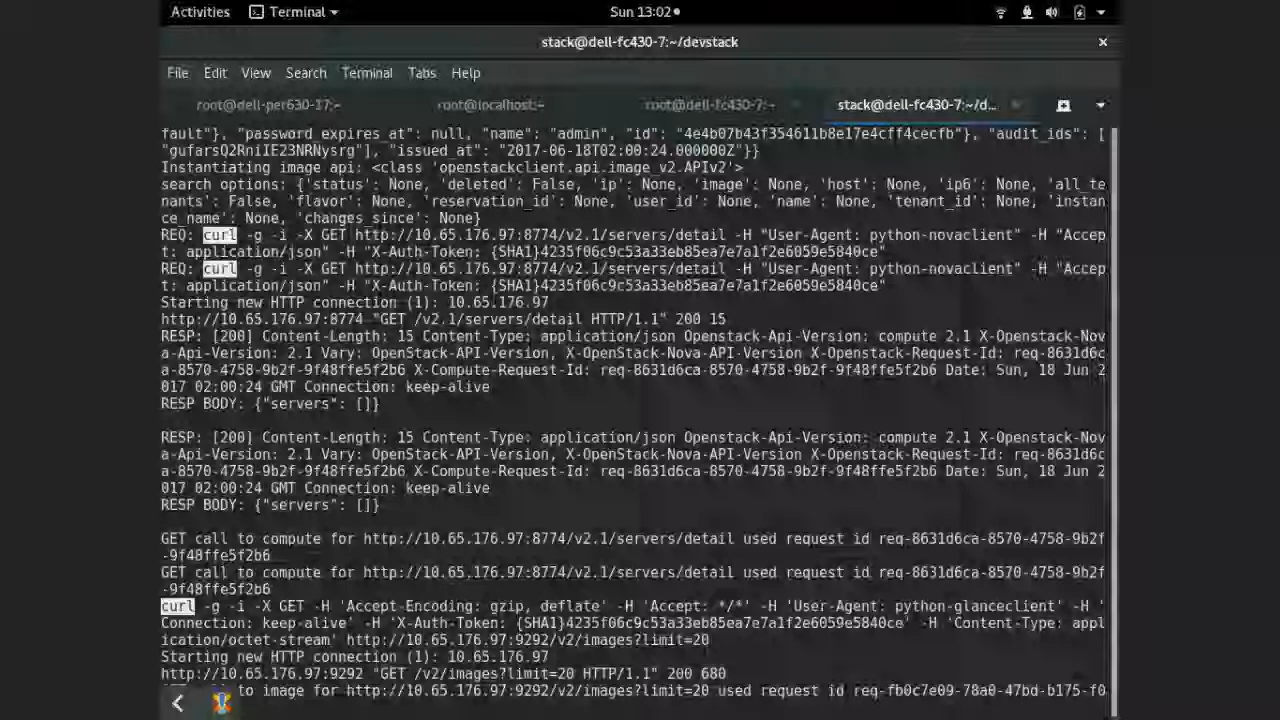 Activities Terminal Sun 13:02
stack@dell-fc430-7:~/devstack
File Edit View Search Terminal Tabs Help
root@dell-per630-17:~ root@localhost:~ root@dell-fc430-7:~ stack@dell-fc430-7:~/d...
fault"}, "password_expires_at": null, "name": "admin", "id": "4e4b07b43f354611b8e17e4cff4cecfb"}, "audit_ids": [
"gufarsQ2RniIE23NRNysrg"], "issued_at": "2017-06-18T02:00:24.000000Z"}}
Instantiating image api: <class 'openstackclient.api.image_v2.APIv2'>
search options: {'status': None, 'deleted': False, 'ip': None, 'image': None, 'host': None, 'ip6': None, 'all_te
nants': False, 'flavor': None, 'reservation_id': None, 'user_id': None, 'name': None, 'tenant_id': None, 'instan
ce_name': None, 'changes_since': None}
REQ: curl -g -i -X GET http://10.65.176.97:8774/v2.1/servers/detail -H "User-Agent: python-novaclient" -H "Accep
t: application/json" -H "X-Auth-Token: {SHA1}4235f06c9c53a33eb85ea7e7a1f2e6059e5840ce"
REQ: curl -g -i -X GET http://10.65.176.97:8774/v2.1/servers/detail -H "User-Agent: python-novaclient" -H "Accep
t: application/json" -H "X-Auth-Token: {SHA1}4235f06c9c53a33eb85ea7e7a1f2e6059e5840ce"
Starting new HTTP connection (1): 10.65.176.97
http://10.65.176.97:8774 "GET /v2.1/servers/detail HTTP/1.1" 200 15
RESP: [200] Content-Length: 15 Content-Type: application/json Openstack-Api-Version: compute 2.1 X-Openstack-Nov
a-Api-Version: 2.1 Vary: OpenStack-API-Version, X-OpenStack-Nova-API-Version X-Openstack-Request-Id: req-8631d6c
a-8570-4758-9b2f-9f48ffe5f2b6 X-Compute-Request-Id: req-8631d6ca-8570-4758-9b2f-9f48ffe5f2b6 Date: Sun, 18 Jun 2
017 02:00:24 GMT Connection: keep-alive
RESP BODY: {"servers": []}
RESP: [200] Content-Length: 15 Content-Type: application/json Openstack-Api-Version: compute 2.1 X-Openstack-Nov
a-Api-Version: 2.1 Vary: OpenStack-API-Version, X-OpenStack-Nova-API-Version X-Openstack-Request-Id: req-8631d6c
a-8570-4758-9b2f-9f48ffe5f2b6 X-Compute-Request-Id: req-8631d6ca-8570-4758-9b2f-9f48ffe5f2b6 Date: Sun, 18 Jun 2
017 02:00:24 GMT Connection: keep-alive
RESP BODY: {"servers": []}
GET call to compute for http://10.65.176.97:8774/v2.1/servers/detail used request id req-8631d6ca-8570-4758-9b2f
-9f48ffe5f2b6
GET call to compute for http://10.65.176.97:8774/v2.1/servers/detail used request id req-8631d6ca-8570-4758-9b2f
-9f48ffe5f2b6
curl -g -i -X GET -H 'Accept-Encoding: gzip, deflate' -H 'Accept: */*' -H 'User-Agent: python-glanceclient' -H '
Connection: keep-alive' -H 'X-Auth-Token: {SHA1}4235f06c9c53a33eb85ea7e7a1f2e6059e5840ce' -H 'Content-Type: appl
ication/octet-stream' http://10.65.176.97:9292/v2/images?limit=20
Starting new HTTP connection (1): 10.65.176.97
http://10.65.176.97:9292 "GET /v2/images?limit=20 HTTP/1.1" 200 680
to image for http://10.65.176.97:9292/v2/images?limit=20 used request id req-fb0c7e09-78a0-47bd-b175-f0